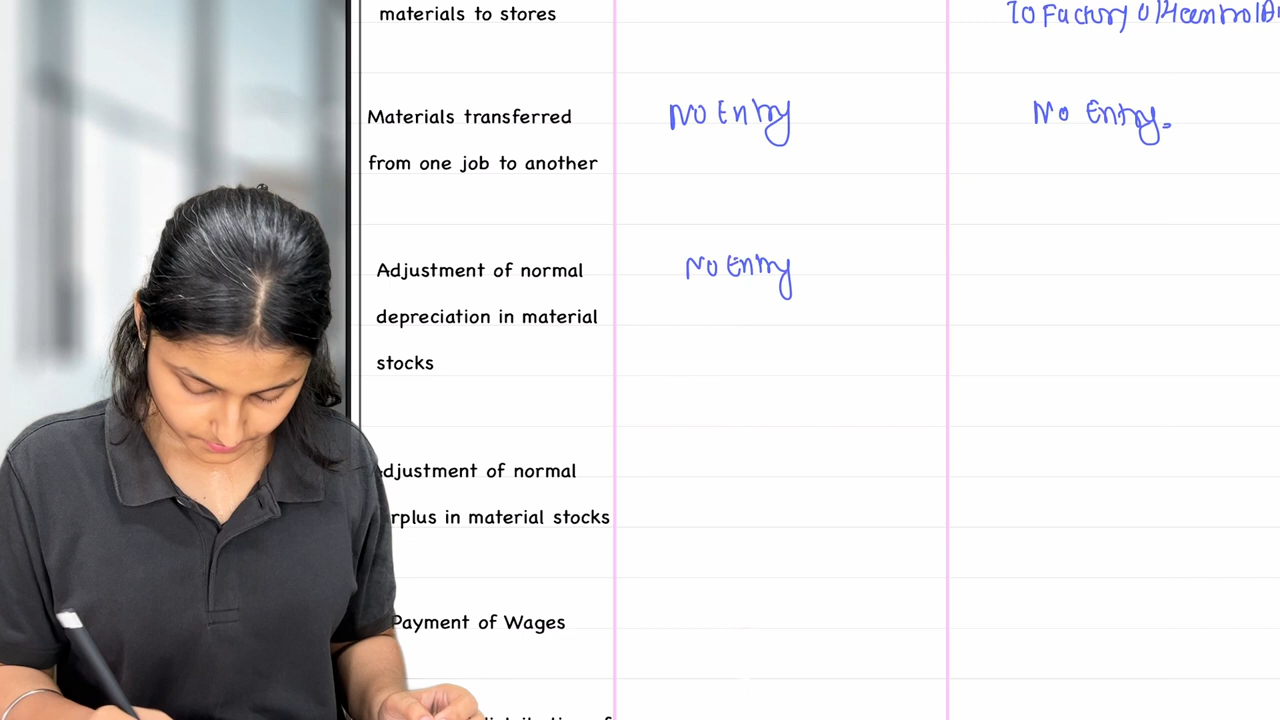 materials to stores
To Factory O/H control A
Materials transferred No Entry No Entry.
from one job to another
Adjustment of normal No Entry
depreciation in material
stocks
djustment of normal
rplus in material stocks
Payment of Wages